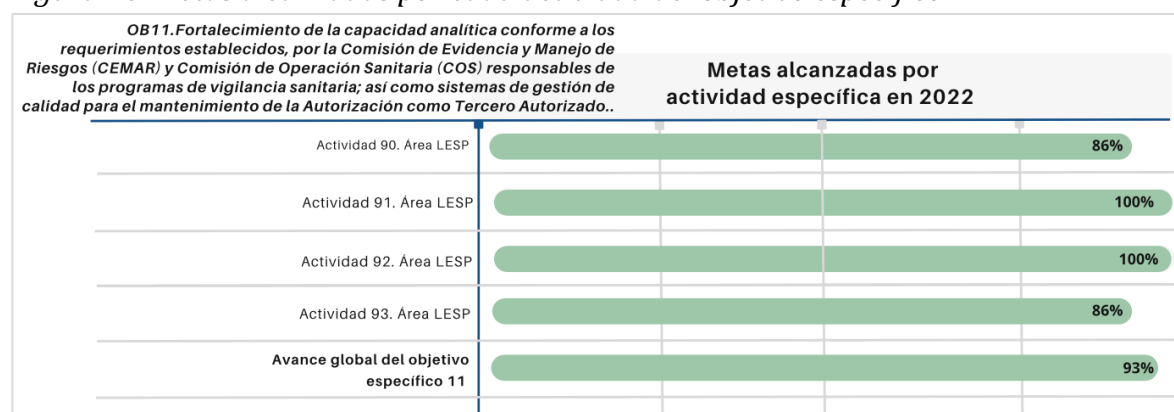 OB11.Fortalecimiento de la capacidad analítica conforme a los
requerimientos establecidos, por la Comisión de Evidencia y Manejo de
Riesgos (CEMAR) y Comisión de Operación Sanitaria (COS) responsables de
los programas de vigilancia sanitaria; así como sistemas de gestión de
calidad para el mantenimiento de la Autorización como Tercero Autorizado..
Metas alcanzadas por
actividad específica en 2022
Actividad 90. Área LESP 86%
Actividad 91. Área LESP 100%
Actividad 92. Área LESP 100%
Actividad 93. Área LESP 86%
Avance global del objetivo
específico 11 93%